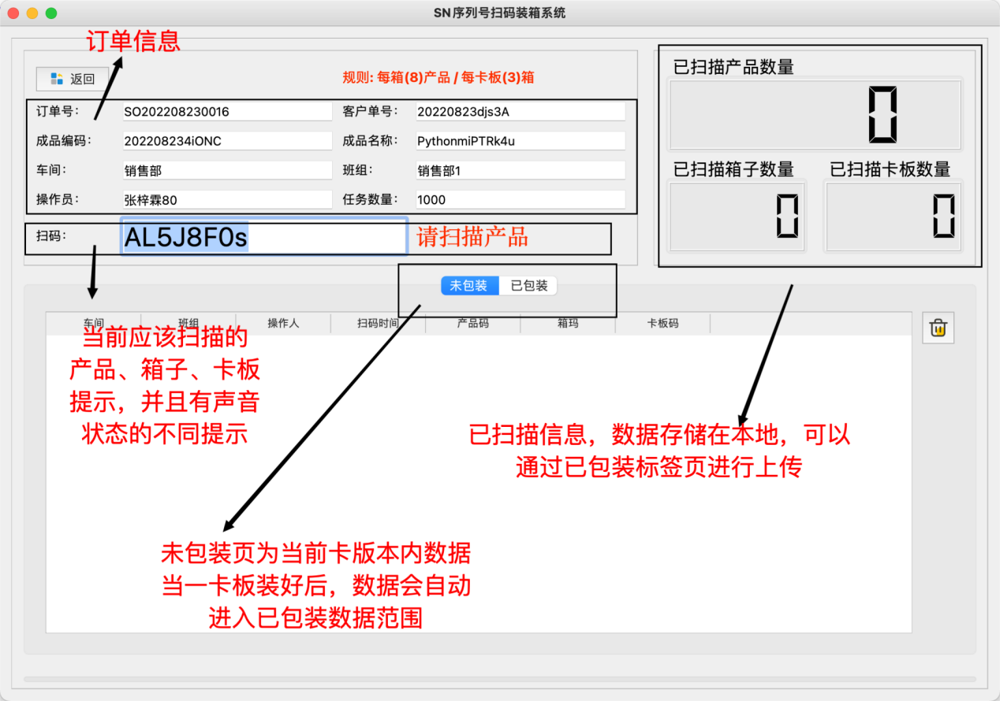 SN序列号扫码装箱系统
订单信息
返回
规则: 每箱(8)产品 / 每卡板(3)箱
订单号: SO202208230016 客户单号: 20220823djs3A
成品编码: 202208234iONC 成品名称: PythonmiPTRk4u
车间: 销售部 班组: 销售部1
操作员: 张梓霖80 任务数量: 1000
扫码: AL5J8F0s 请扫描产品
已扫描产品数量
0
已扫描箱子数量 已扫描卡板数量
0 0
未包装 已包装
车间 班组 操作人 扫码时间 产品码 箱玛 卡板码
当前应该扫描的
产品、箱子、卡板
提示，并且有声音
状态的不同提示
已扫描信息，数据存储在本地，可以
通过已包装标签页进行上传
未包装页为当前卡版本内数据
当一卡板装好后，数据会自动
进入已包装数据范围